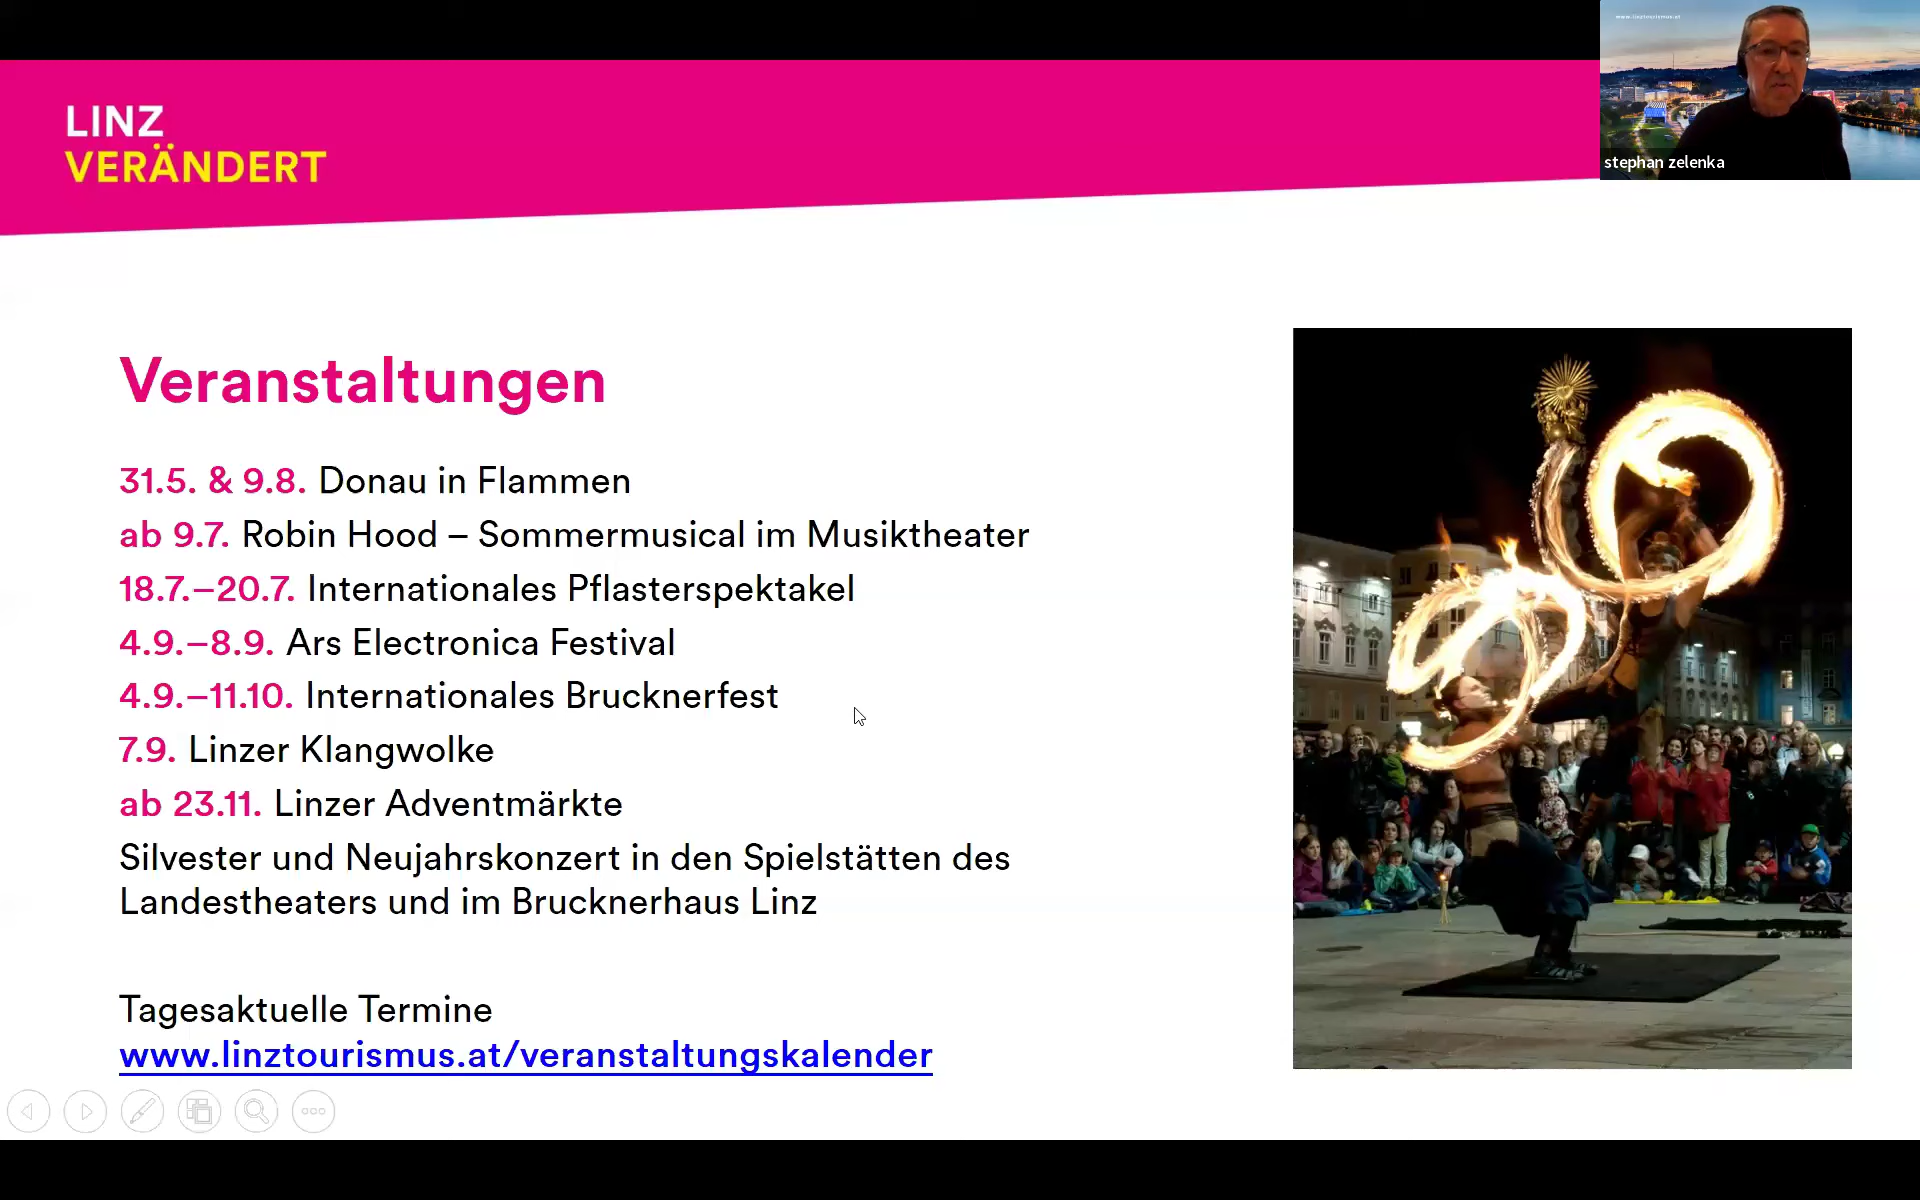 www.linztourismus.at
LINZ
VERÄNDERT
stephan zelenka
Veranstaltungen
31.5. & 9.8. Donau in Flammen
ab 9.7. Robin Hood – Sommermusical im Musiktheater
18.7.–20.7. Internationales Pflasterspektakel
4.9.–8.9. Ars Electronica Festival
4.9.–11.10. Internationales Brucknerfest
7.9. Linzer Klangwolke
ab 23.11. Linzer Adventmärkte
Silvester und Neujahrskonzert in den Spielstätten des
Landestheaters und im Brucknerhaus Linz
Tagesaktuelle Termine
www.linztourismus.at/veranstaltungskalender